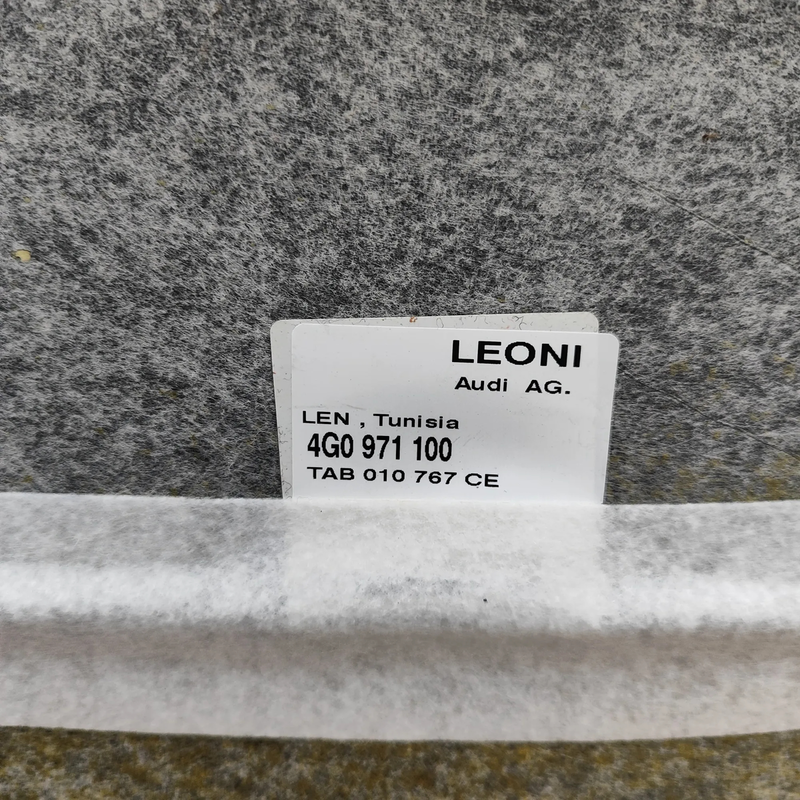 LEONI
Audi AG.
LEN , Tunisia
4G0 971 100
TAB 010 767 CE